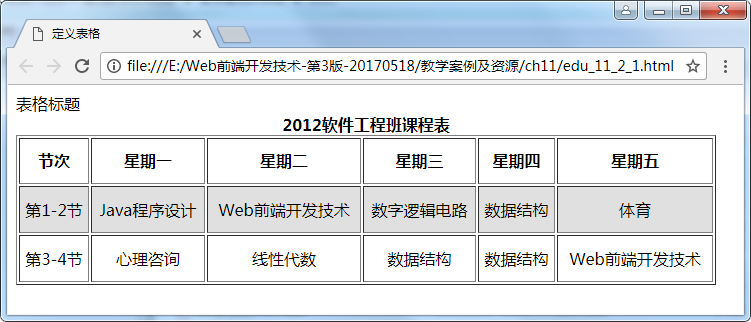 定义表格
file:///E:/Web前端开发技术-第3版-20170518/教学案例及资源/ch11/edu_11_2_1.html
表格标题
2012软件工程班课程表
节次 星期一 星期二 星期三 星期四 星期五
第1-2节 Java程序设计 Web前端开发技术 数字逻辑电路 数据结构 体育
第3-4节 心理咨询 线性代数 数据结构 数据结构 Web前端开发技术